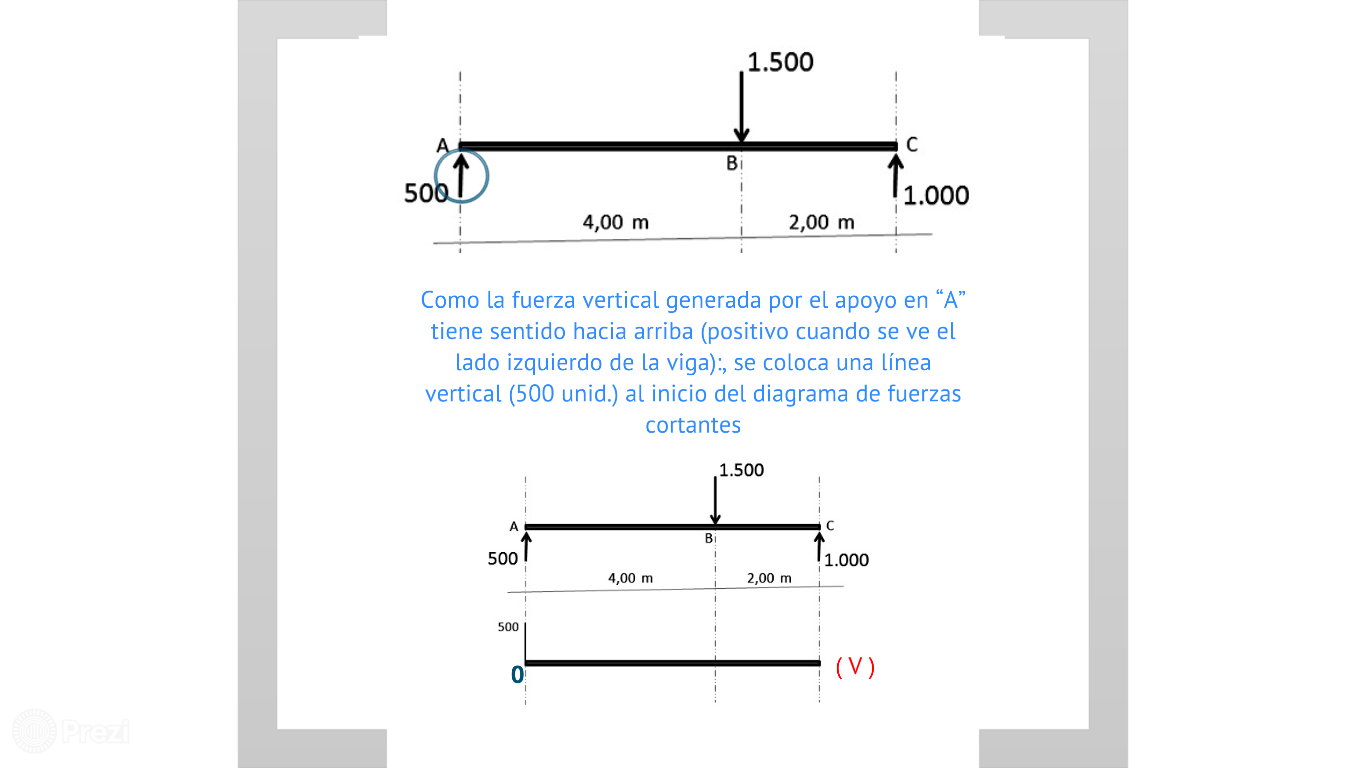 1.500
A
C
B
500
1.000
4,00 m
2,00 m
Como la fuerza vertical generada por el apoyo en “A”
tiene sentido hacia arriba (positivo cuando se ve el
lado izquierdo de la viga):, se coloca una línea
vertical (500 unid.) al inicio del diagrama de fuerzas
cortantes
1.500
A
C
B
500
1.000
4,00 m
2,00 m
500
0
( V )
Prezi